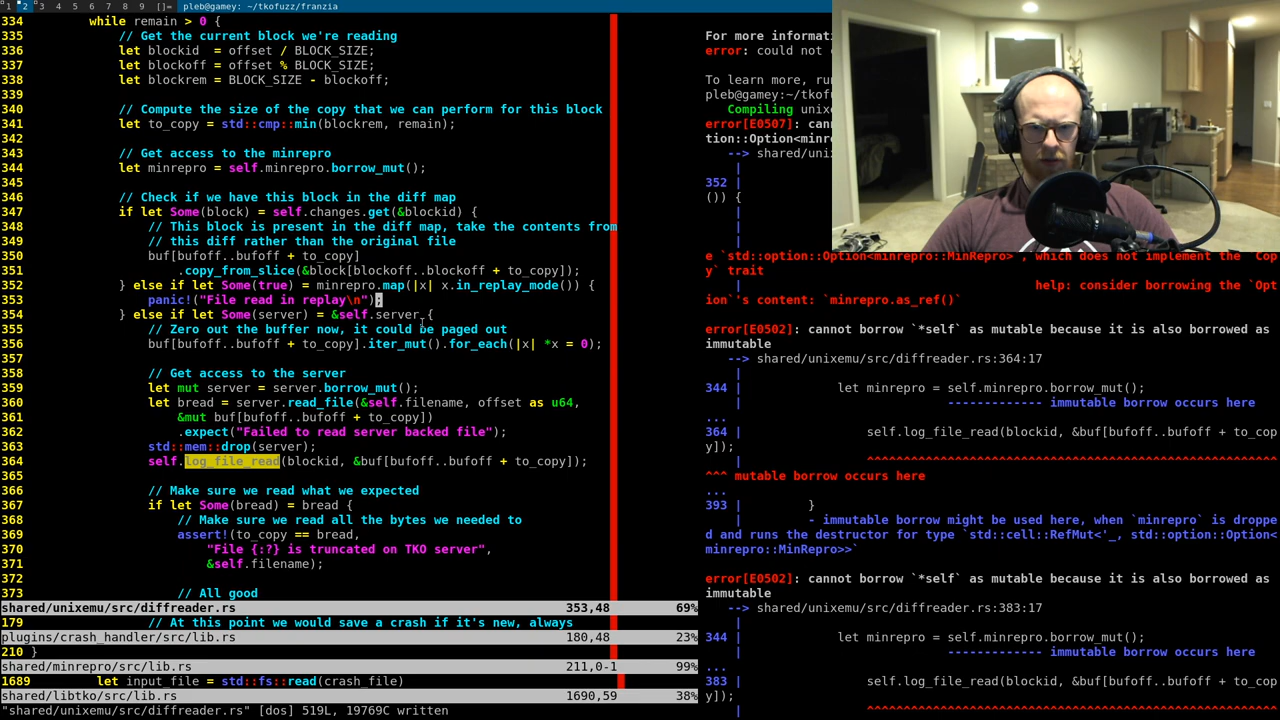 1 2 3 4 5 6 7 8 9 []= pleb@gamey: ~/tkofuzz/franzia
334 while remain > 0 {
335 // Get the current block we're reading
336 let blockid  = offset / BLOCK_SIZE;
337 let blockoff = offset % BLOCK_SIZE;
338 let blockrem = BLOCK_SIZE - blockoff;
339
340 // Compute the size of the copy that we can perform for this block
341 let to_copy = std::cmp::min(blockrem, remain);
342
343 // Get access to the minrepro
344 let minrepro = self.minrepro.borrow_mut();
345
346 // Check if we have this block in the diff map
347 if let Some(block) = self.changes.get(&blockid) {
348 // This block is present in the diff map, take the contents from
349 // this diff rather than the original file
350 buf[bufoff..bufoff + to_copy]
351 .copy_from_slice(&block[blockoff..blockoff + to_copy]);
352 } else if let Some(true) = minrepro.map(|x| x.in_replay_mode()) {
353 panic!("File read in replay\n");
354 } else if let Some(server) = &self.server {
355 // Zero out the buffer now, it could be paged out
356 buf[bufoff..bufoff + to_copy].iter_mut().for_each(|x| *x = 0);
357
358 // Get access to the server
359 let mut server = server.borrow_mut();
360 let bread = server.read_file(&self.filename, offset as u64,
361 &mut buf[bufoff..bufoff + to_copy])
362 .expect("Failed to read server backed file");
363 std::mem::drop(server);
364 self.log_file_read(blockid, &buf[bufoff..bufoff + to_copy]);
365
366 // Make sure we read what we expected
367 if let Some(bread) = bread {
368 // Make sure we read all the bytes we needed to
369 assert!(to_copy == bread,
370 "File {:?} is truncated on TKO server",
371 &self.filename);
372
373 // All good
shared/unixemu/src/diffreader.rs 353,48 69%
179 // At this point we would save a crash if it's new, always
plugins/crash_handler/src/lib.rs 180,48 23%
210 }
shared/minrepro/src/lib.rs 211,0-1 99%
1689 let input_file = std::fs::read(crash_file)
shared/libtko/src/lib.rs 1690,59 38%
"shared/unixemu/src/diffreader.rs" [dos] 519L, 19769C written
For more informati
error: could not
To learn more, run
pleb@gamey:~/tkofu
Compiling unixe
error[E0507]: cann
tion::Option<minre
--> shared/uni
|
352 |
()) {
|
|
|
e `std::option::Option<minrepro::MinRepro>`, which does not implement the `Cop
y` trait
help: consider borrowing the `Opt
ion`'s content: `minrepro.as_ref()`
error[E0502]: cannot borrow `*self` as mutable because it is also borrowed as
immutable
--> shared/unixemu/src/diffreader.rs:364:17
|
344 | let minrepro = self.minrepro.borrow_mut();
| ------------- immutable borrow occurs here
...
364 | self.log_file_read(blockid, &buf[bufoff..bufoff + to_cop
y]);
| ^^^^^^^^^^^^^^^^^^^^^^^^^^^^^^^^^^^^^^^^^^^^^^^^^^^^^^^^
^^^ mutable borrow occurs here
...
393 | }
| - immutable borrow might be used here, when `minrepro` is droppe
d and runs the destructor for type `std::cell::RefMut<'_, std::option::Option<
minrepro::MinRepro>>`
error[E0502]: cannot borrow `*self` as mutable because it is also borrowed as
immutable
--> shared/unixemu/src/diffreader.rs:383:17
|
344 | let minrepro = self.minrepro.borrow_mut();
| ------------- immutable borrow occurs here
...
383 | self.log_file_read(blockid, &buf[bufoff..bufoff + to_cop
y]);
| ^^^^^^^^^^^^^^^^^^^^^^^^^^^^^^^^^^^^^^^^^^^^^^^^^^^^^^^^